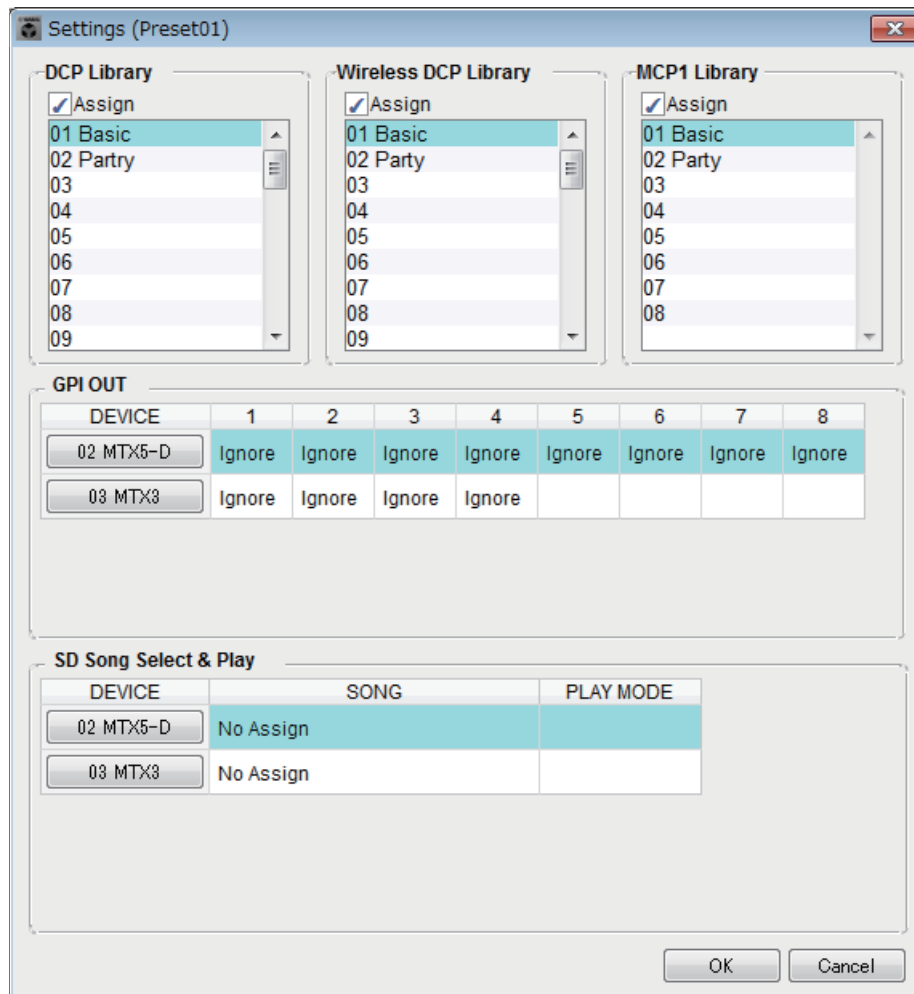 Settings (Preset01)
DCP Library Wireless DCP Library MCP1 Library
Assign Assign Assign
01 Basic 01 Basic 01 Basic
02 Partry 02 Party 02 Party
03 03 03
04 04 04
05 05 05
06 06 06
07 07 07
08 08 08
09 09
GPI OUT
DEVICE 1 2 3 4 5 6 7 8
02 MTX5-D Ignore Ignore Ignore Ignore Ignore Ignore Ignore Ignore
03 MTX3 Ignore Ignore Ignore Ignore
SD Song Select & Play
DEVICE SONG PLAY MODE
02 MTX5-D No Assign
03 MTX3 No Assign
OK Cancel